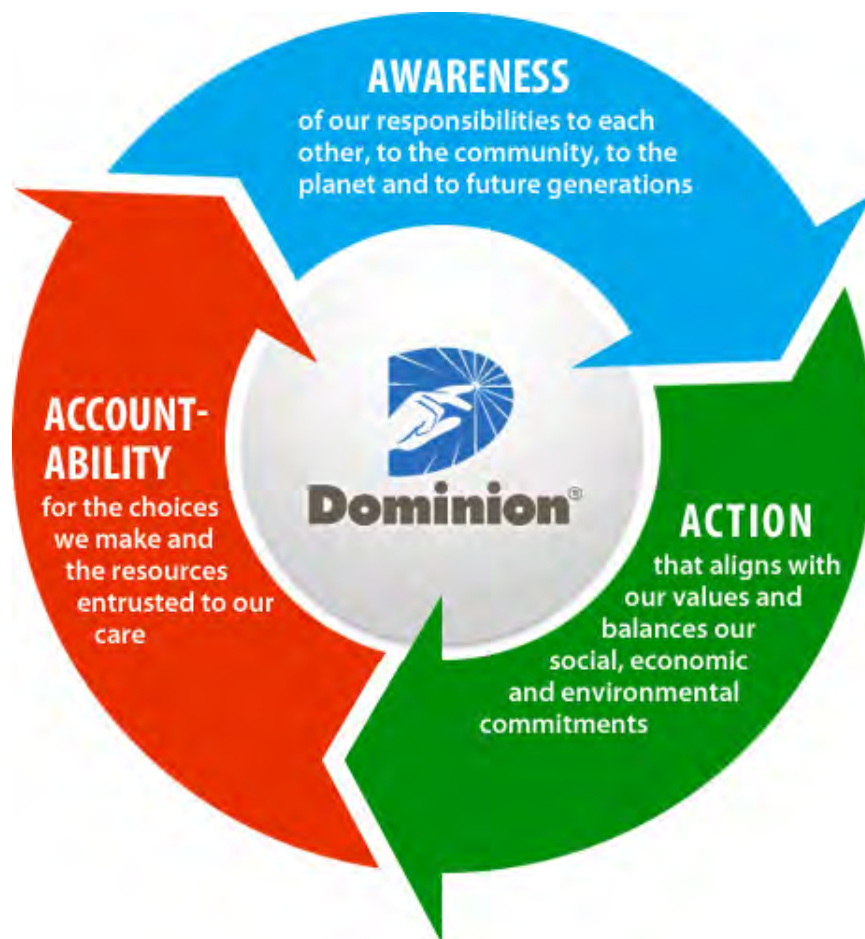 AWARENESS
of our responsibilities to each
other, to the community, to the
planet and to future generations
ACCOUNT-
ABILITY
for the choices
we make and
the resources
entrusted to our
care
Dominion®
ACTION
that aligns with
our values and
balances our
social, economic
and environmental
commitments